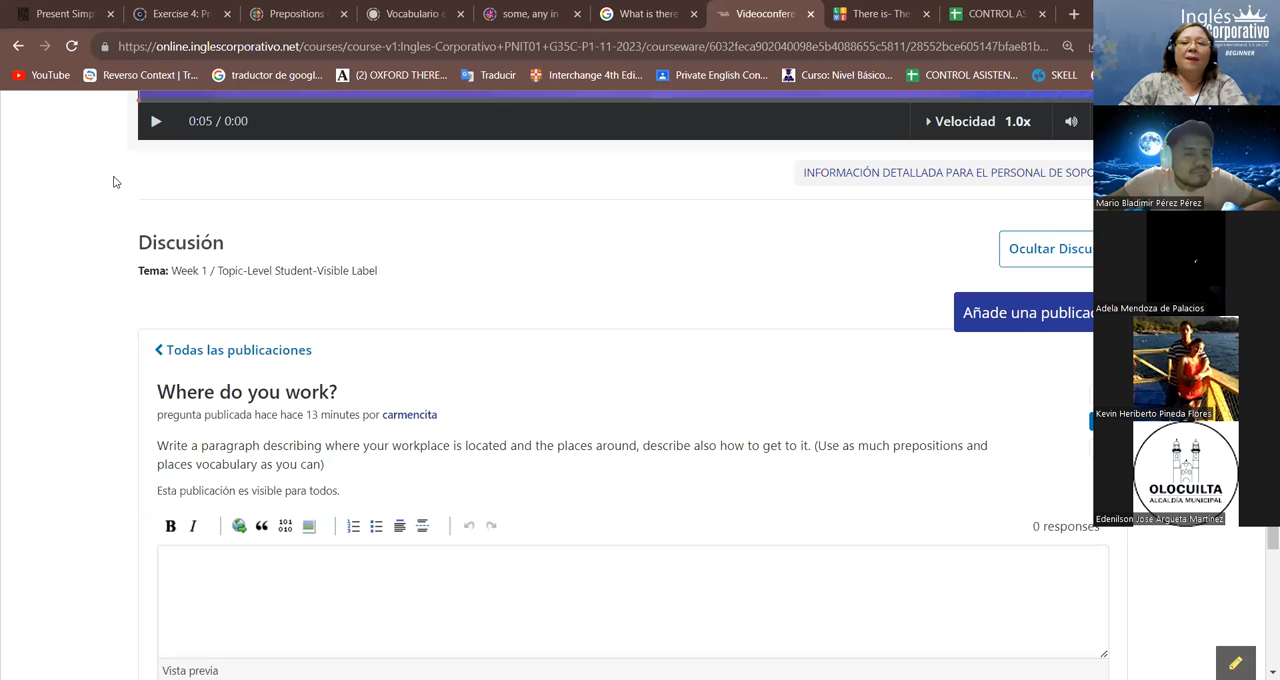 Present Simp
Exercise 4: Pr
Prepositions
Vocabulario e
some, any in
What is there
Videoconfere
There is- The
CONTROL AS
https://online.inglescorporativo.net/courses/course-v1:Ingles-Corporativo+PNIT01+G35C-P1-11-2023/courseware/6032feca902040098e5b4088655c5811/28552bce605147bfae81b...
YouTube
Reverso Context | Tr...
traductor de googl...
(2) OXFORD THERE...
Traducir
Interchange 4th Edi...
Private English Con...
Curso: Nivel Básico...
CONTROL ASISTEN...
SKELL
Inglés
Corporativo
BEGINNER
0:05 / 0:00
Velocidad 1.0x
INFORMACIÓN DETALLADA PARA EL PERSONAL DE SOPO
Mario Bladimir Pérez Pérez
Discusión
Ocultar Discu
Tema: Week 1 / Topic-Level Student-Visible Label
Adela Mendoza de Palacios
Añade una publicac
Todas las publicaciones
Where do you work?
pregunta publicada hace hace 13 minutes por carmencita
Kevin Heriberto Pineda Flores
Write a paragraph describing where your workplace is located and the places around, describe also how to get to it. (Use as much prepositions and
places vocabulary as you can)
Esta publicación es visible para todos.
OLOCUILTA
ALCALDÍA MUNICIPAL
Edenilson Jose Argueta Martinez
B I
0 responses
Vista previa